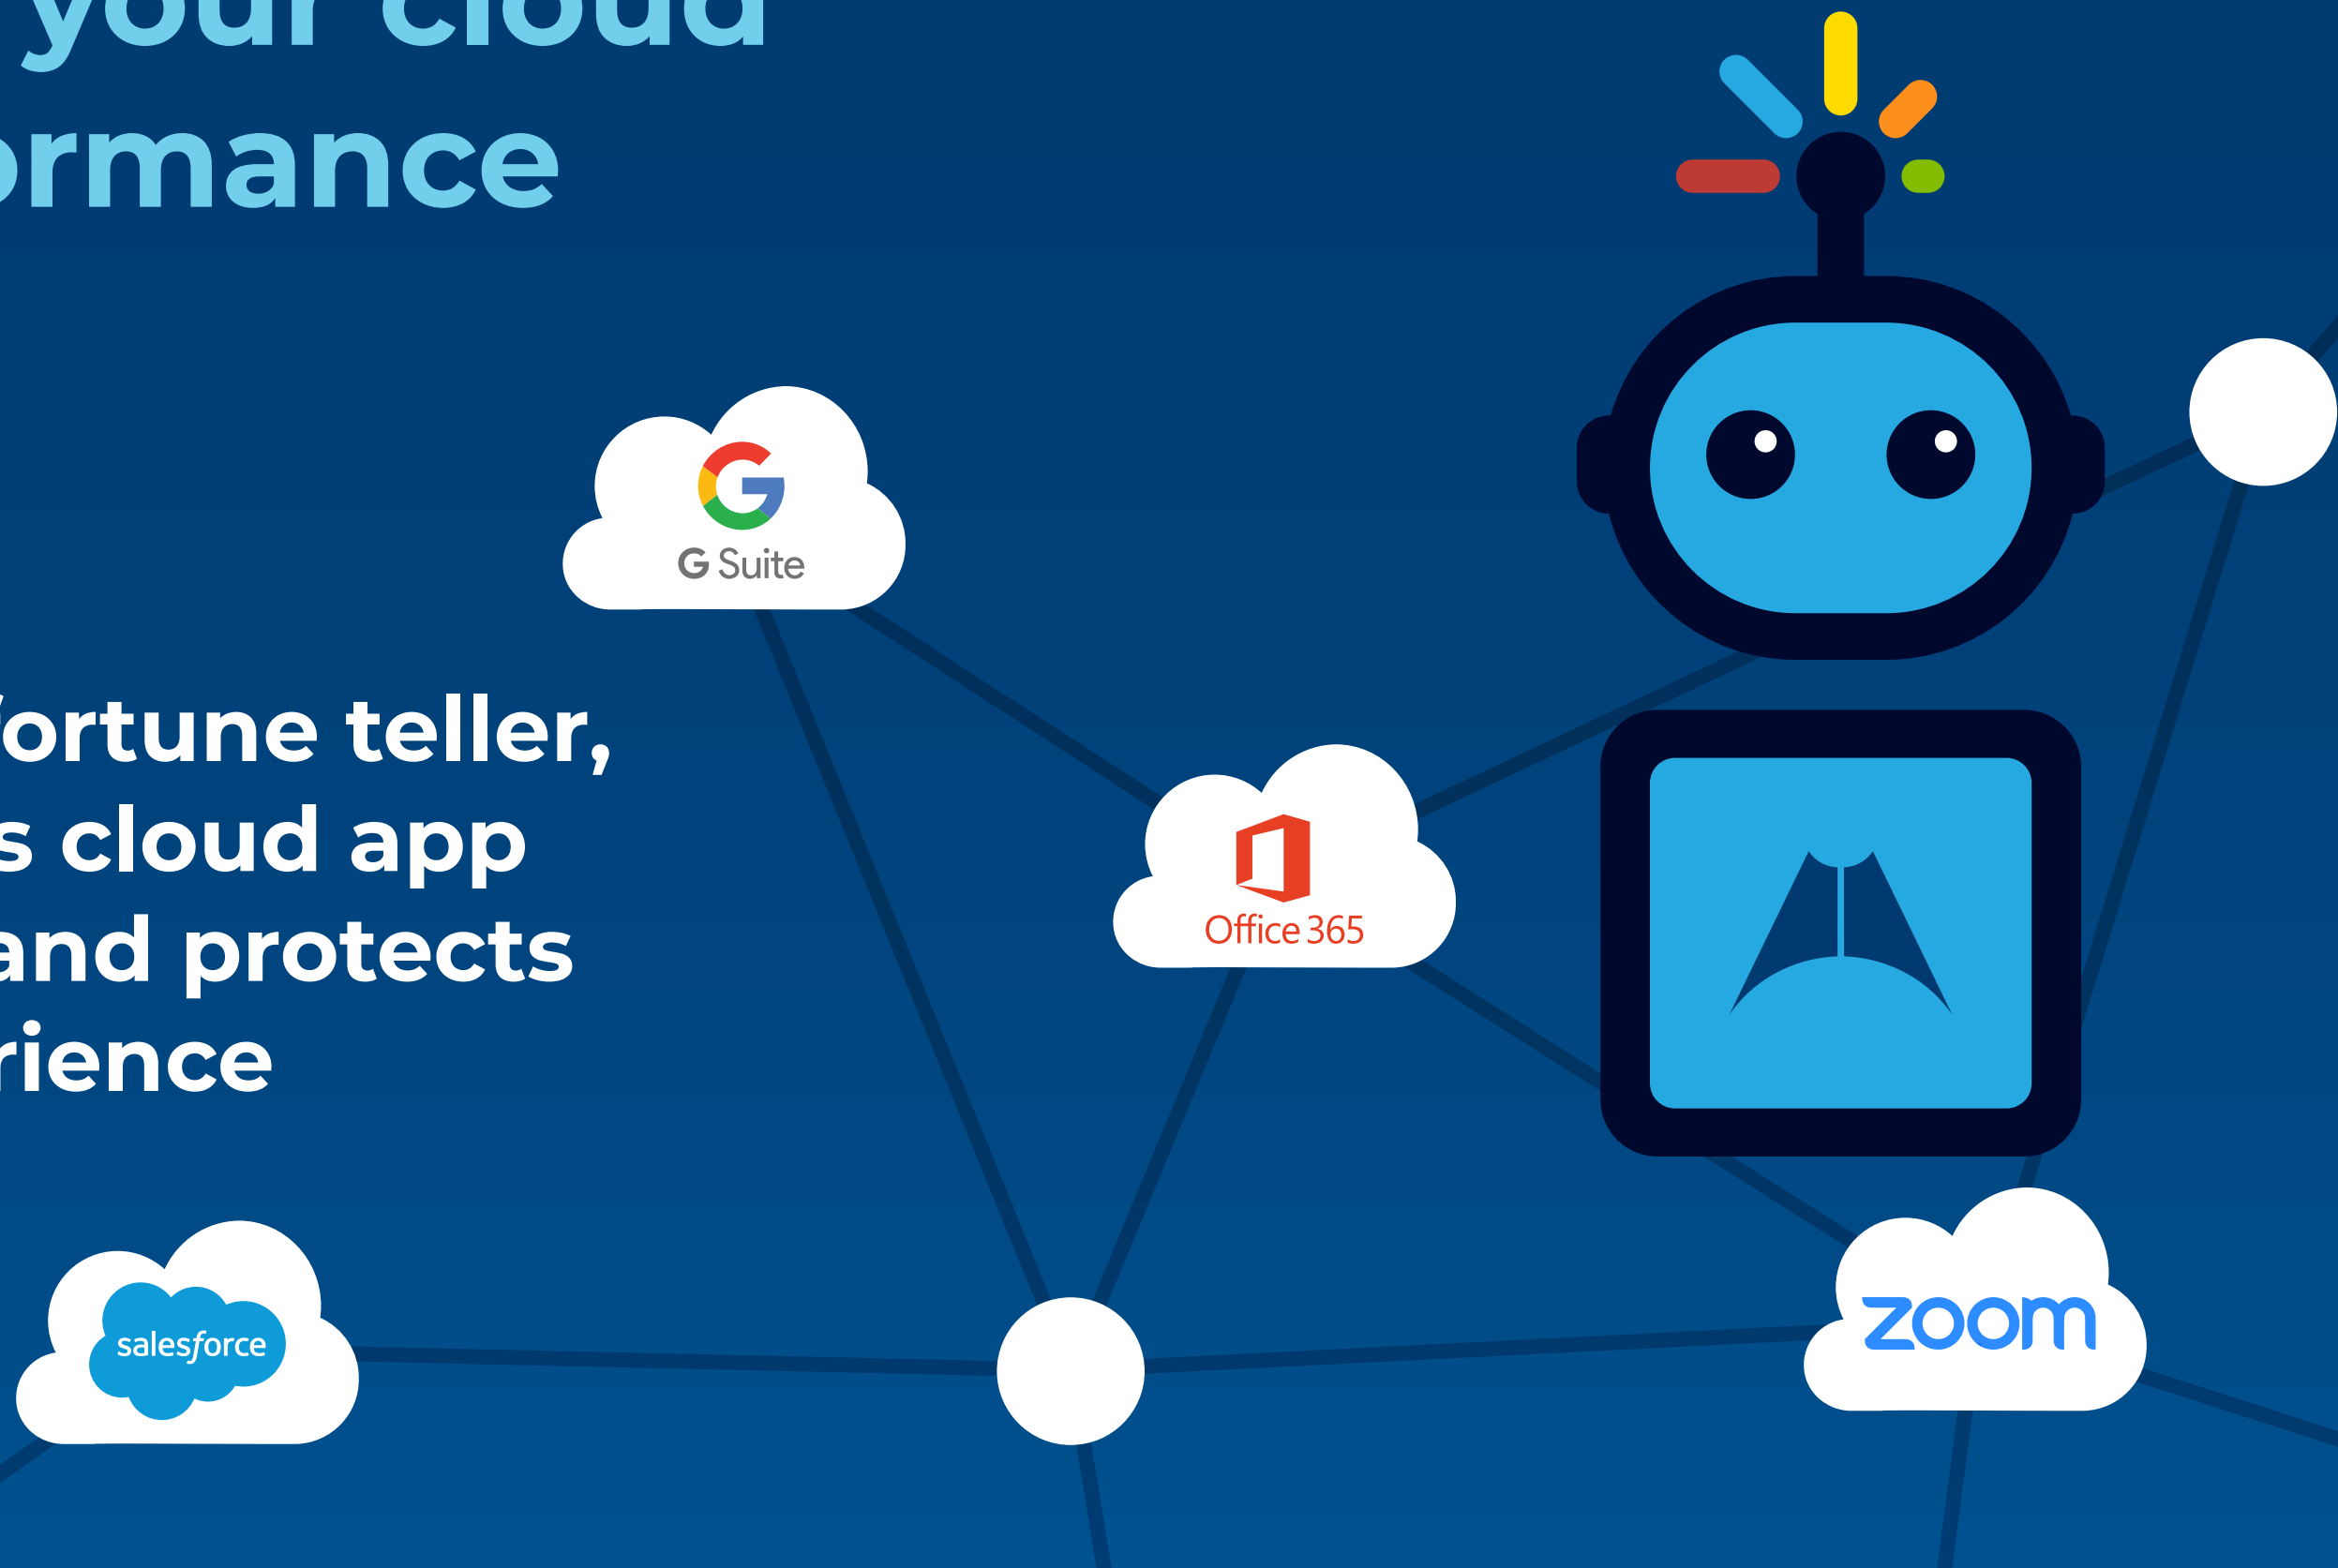 your cloud
ormance
G Suite
ortune teller,
s cloud app
and protects
rience
Office 365
salesforce
zoom